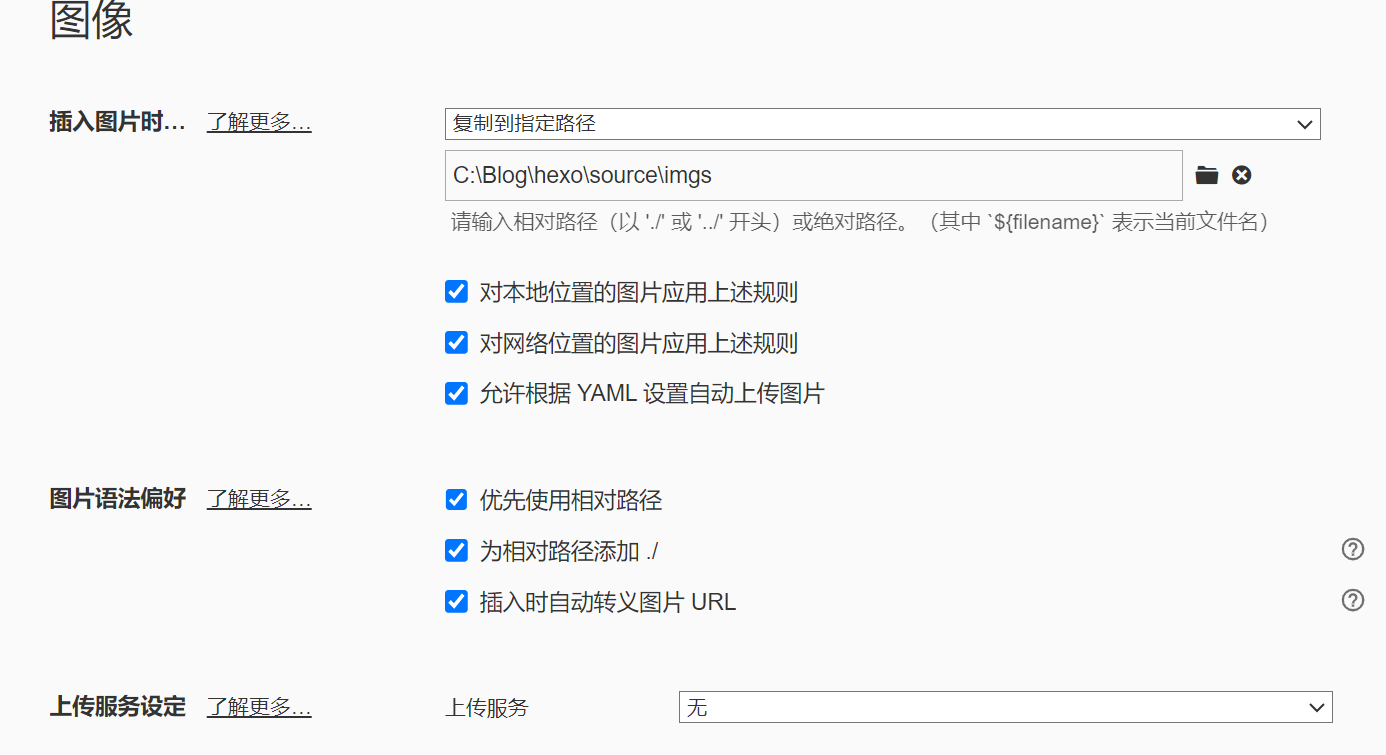 图像
插入图片时... 了解更多...
复制到指定路径
C:\Blog\hexo\source\imgs
请输入相对路径（以 './' 或 '../' 开头）或绝对路径。（其中 `${filename}` 表示当前文件名）
对本地位置的图片应用上述规则
对网络位置的图片应用上述规则
允许根据 YAML 设置自动上传图片
图片语法偏好 了解更多... 优先使用相对路径
为相对路径添加 ./
插入时自动转义图片 URL
上传服务设定 了解更多... 上传服务 无